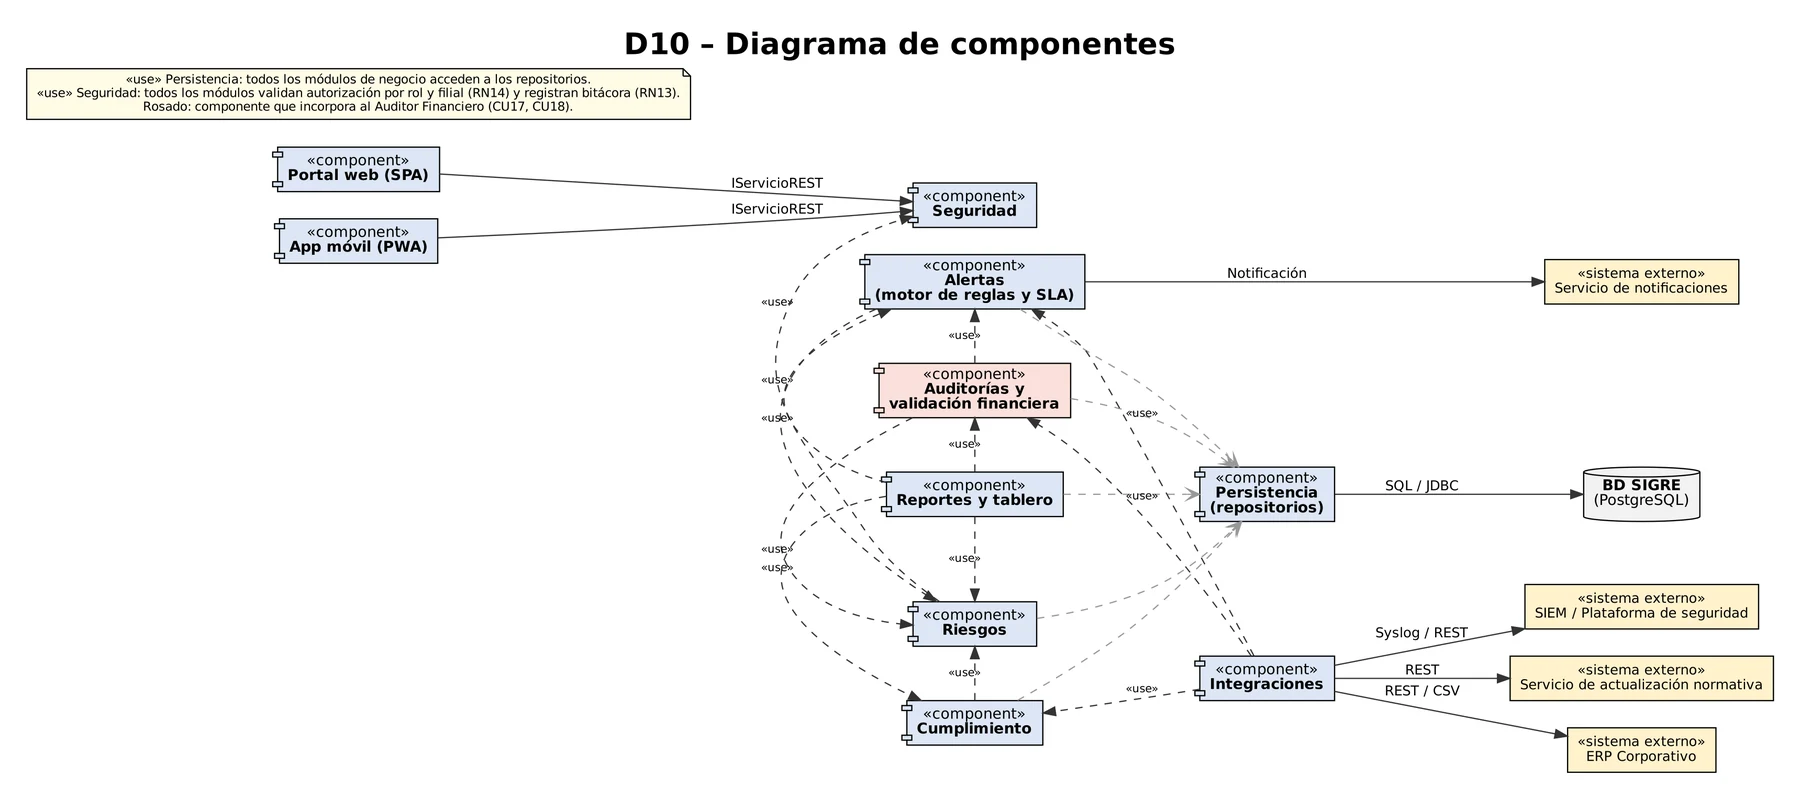 D10 – Diagrama de componentes
«use» Persistencia: todos los módulos de negocio acceden a los repositorios.
«use» Seguridad: todos los módulos validan autorización por rol y filial (RN14) y registran bitácora (RN13).
Rosado: componente que incorpora al Auditor Financiero (CU17, CU18).
«component»
Portal web (SPA)
IServicioREST
«component»
Seguridad
IServicioREST
«component»
App móvil (PWA)
«component»
Alertas
(motor de reglas y SLA)
Notificación
«sistema externo»
Servicio de notificaciones
«use»
«use»
«component»
Auditorías y
validación financiera
«use»
«use»
«use»
«use»
«component»
Reportes y tablero
«use»
«component»
Persistencia
(repositorios)
SQL / JDBC
BD SIGRE
(PostgreSQL)
«use»
«use»
«use»
«component»
Riesgos
«sistema externo»
SIEM / Plataforma de seguridad
Syslog / REST
«use»
«component»
Integraciones
REST
«sistema externo»
Servicio de actualización normativa
REST / CSV
«use»
«component»
Cumplimiento
«sistema externo»
ERP Corporativo